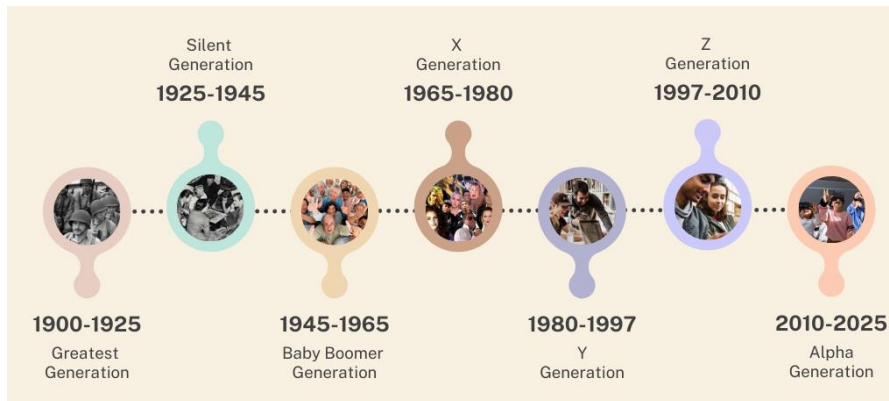 Silent
Generation
1925-1945
X
Generation
1965-1980
Z
Generation
1997-2010
1900-1925
Greatest
Generation
1945-1965
Baby Boomer
Generation
1980-1997
Y
Generation
2010-2025
Alpha
Generation